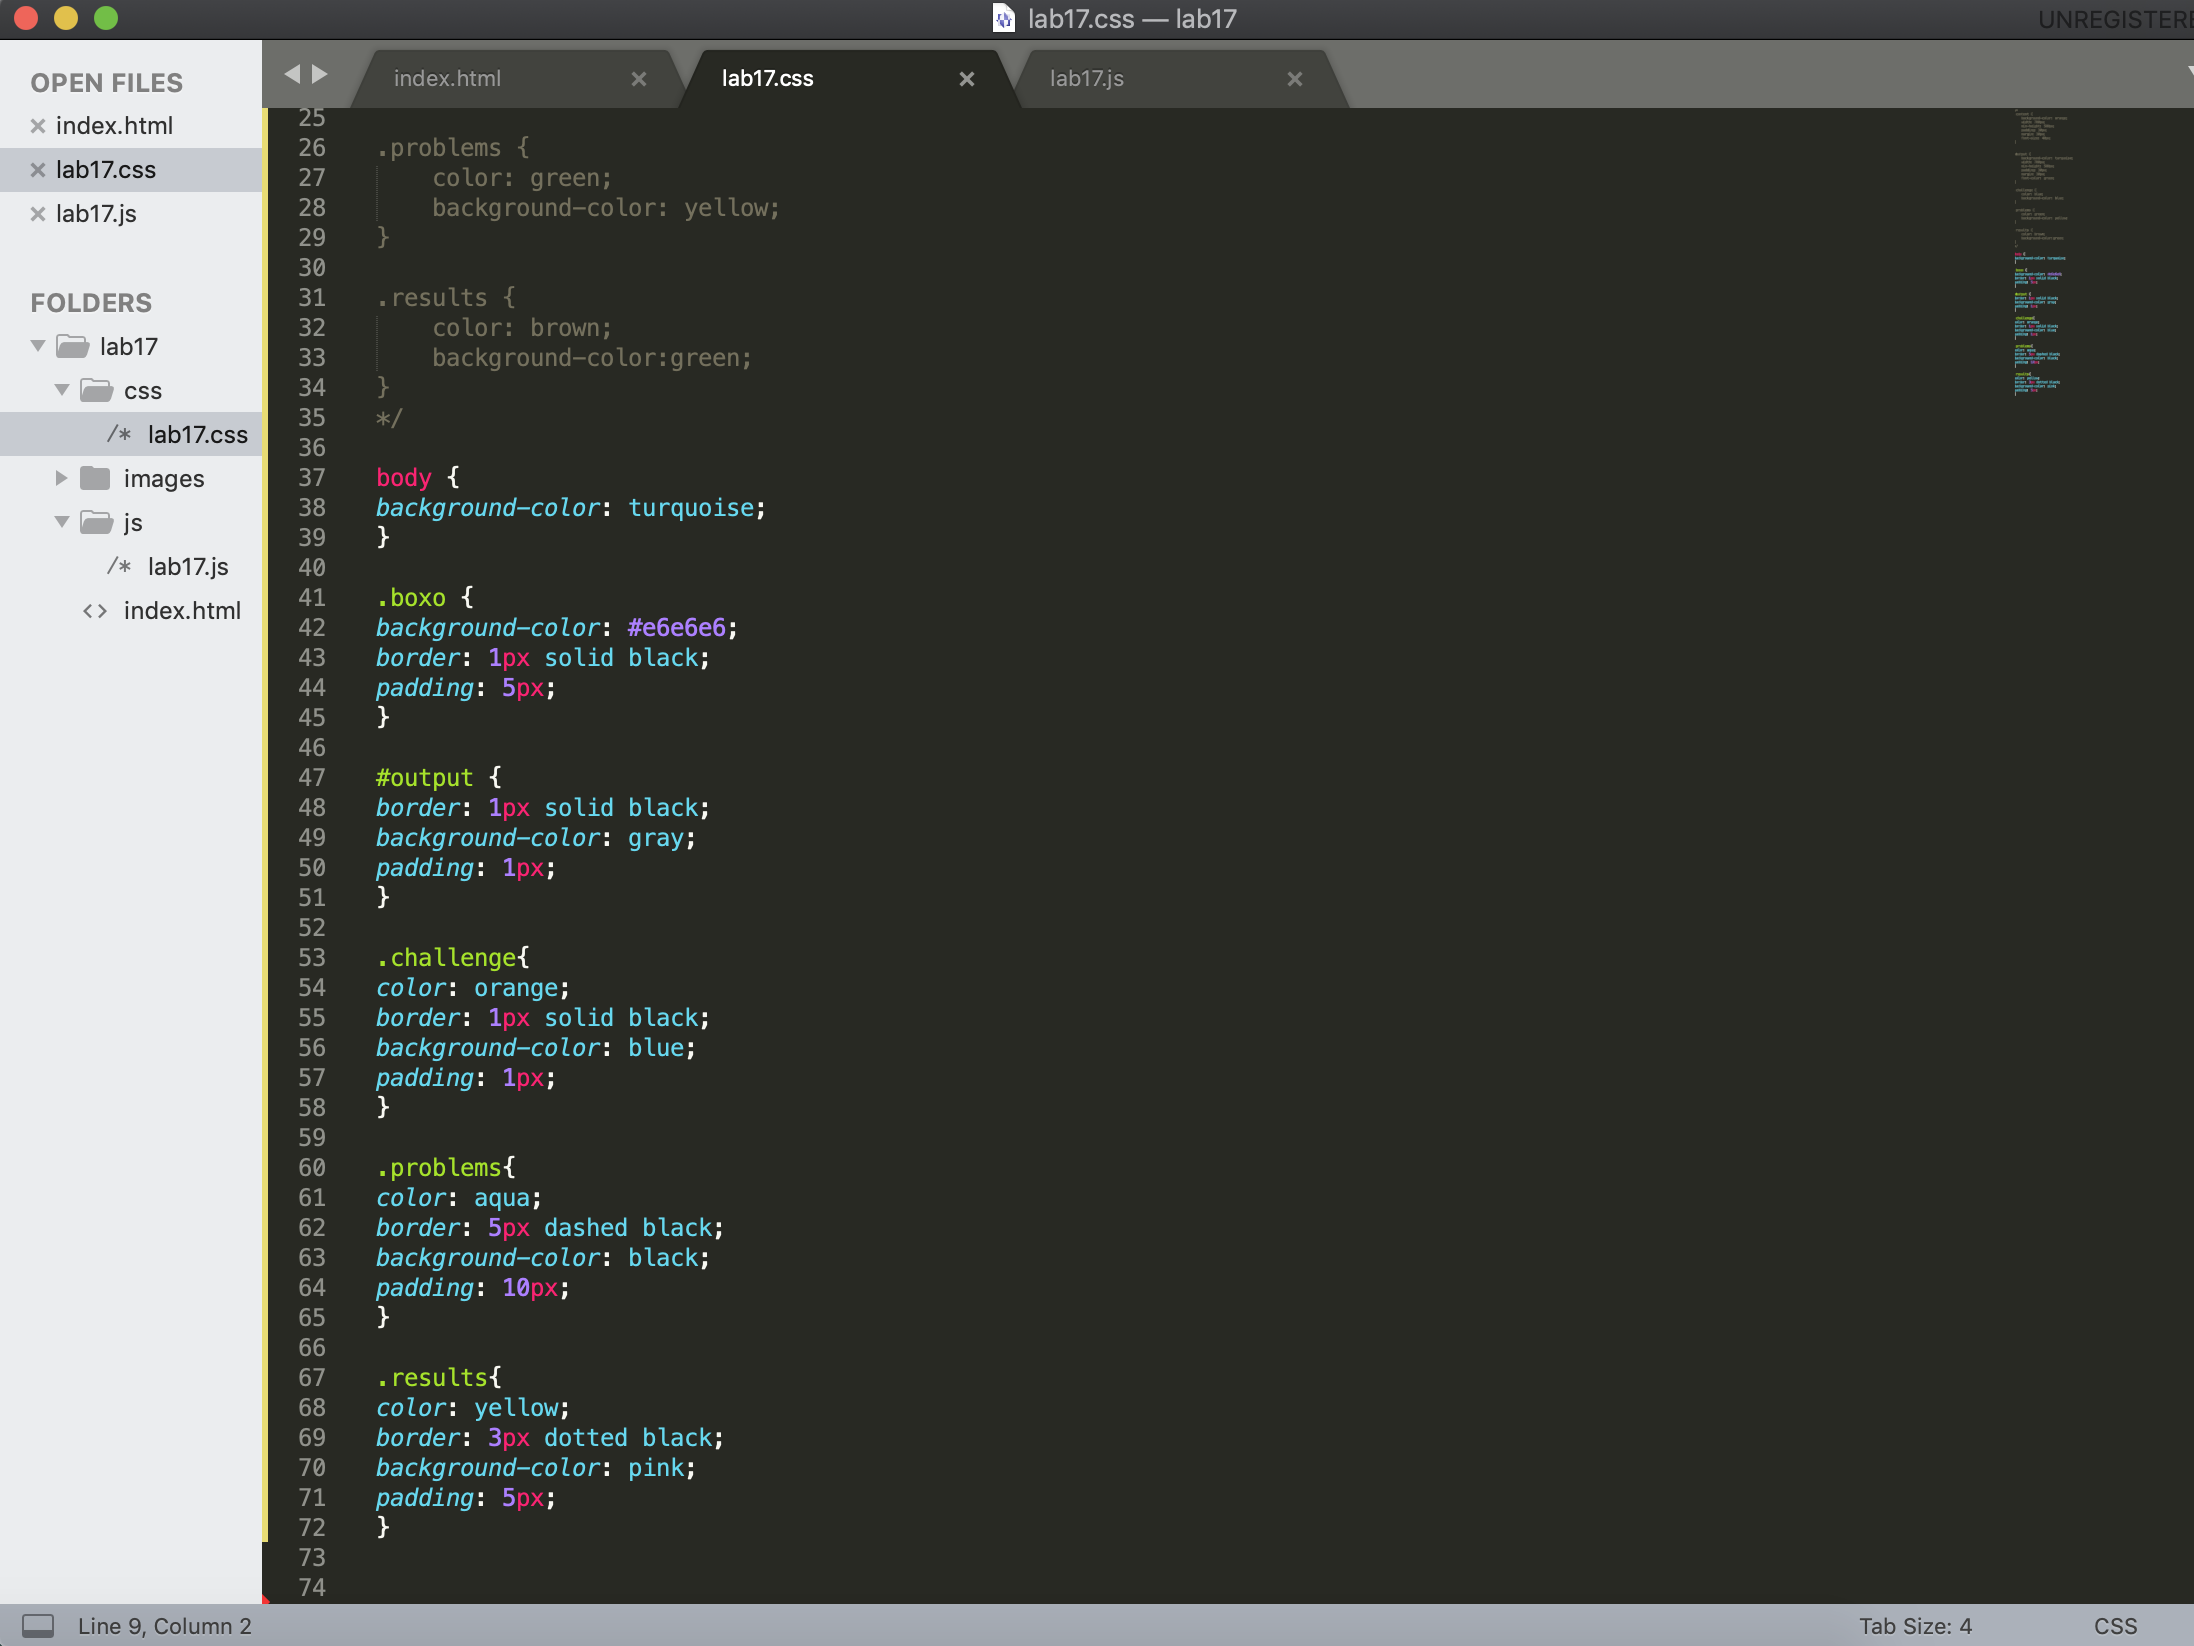 lab17.css — lab17
UNREGISTERE
OPEN FILES
index.html
lab17.css
lab17.js
FOLDERS
lab17
css
/* lab17.css
images
js
/* lab17.js
<> index.html
index.html
lab17.css
lab17.js
25
26 .problems {
27 color: green;
28 background-color: yellow;
29 }
30
31 .results {
32 color: brown;
33 background-color:green;
34 }
35 */
36
37 body {
38 background-color: turquoise;
39 }
40
41 .boxo {
42 background-color: #e6e6e6;
43 border: 1px solid black;
44 padding: 5px;
45 }
46
47 #output {
48 border: 1px solid black;
49 background-color: gray;
50 padding: 1px;
51 }
52
53 .challenge{
54 color: orange;
55 border: 1px solid black;
56 background-color: blue;
57 padding: 1px;
58 }
59
60 .problems{
61 color: aqua;
62 border: 5px dashed black;
63 background-color: black;
64 padding: 10px;
65 }
66
67 .results{
68 color: yellow;
69 border: 3px dotted black;
70 background-color: pink;
71 padding: 5px;
72 }
73
74
Line 9, Column 2
Tab Size: 4
CSS